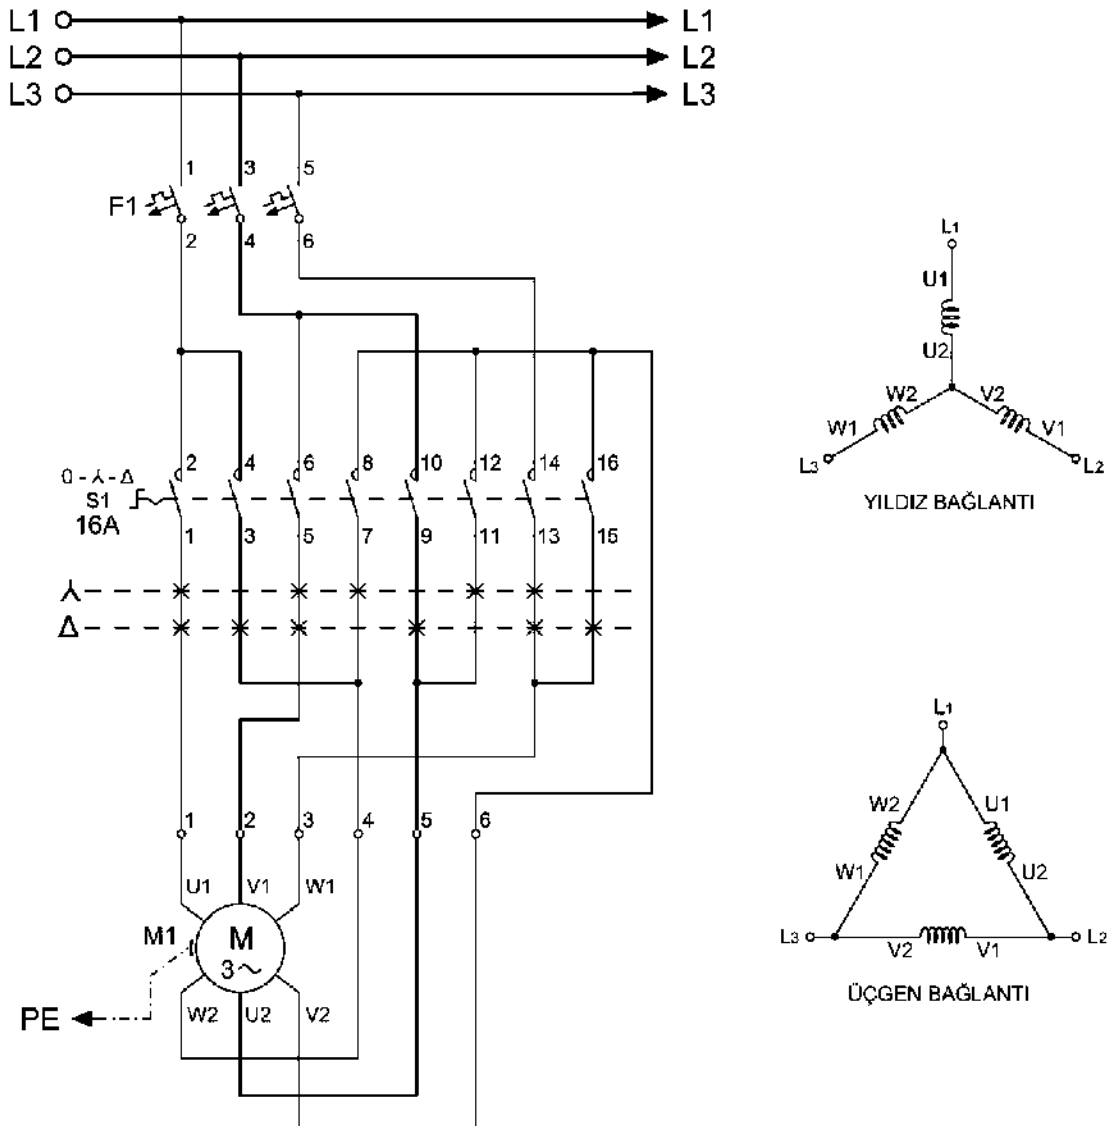 L1 L1
L2 L2
L3 L3
1 3 5
F1
2 4 6
L1
U1
U2
W2 V2
W1 V1
L3 L2
YILDIZ BAĞLANTI
0 - ⅄ - Δ
2 4 6 8 10 12 14 16
S1
16A
1 3 5 7 9 11 13 15
⅄
Δ
L1
W2 U1
W1 U2
L3 V2 V1 L2
ÜÇGEN BAĞLANTI
1 2 3 4 5 6
U1 V1 W1
M1 M
3~
PE
W2 U2 V2